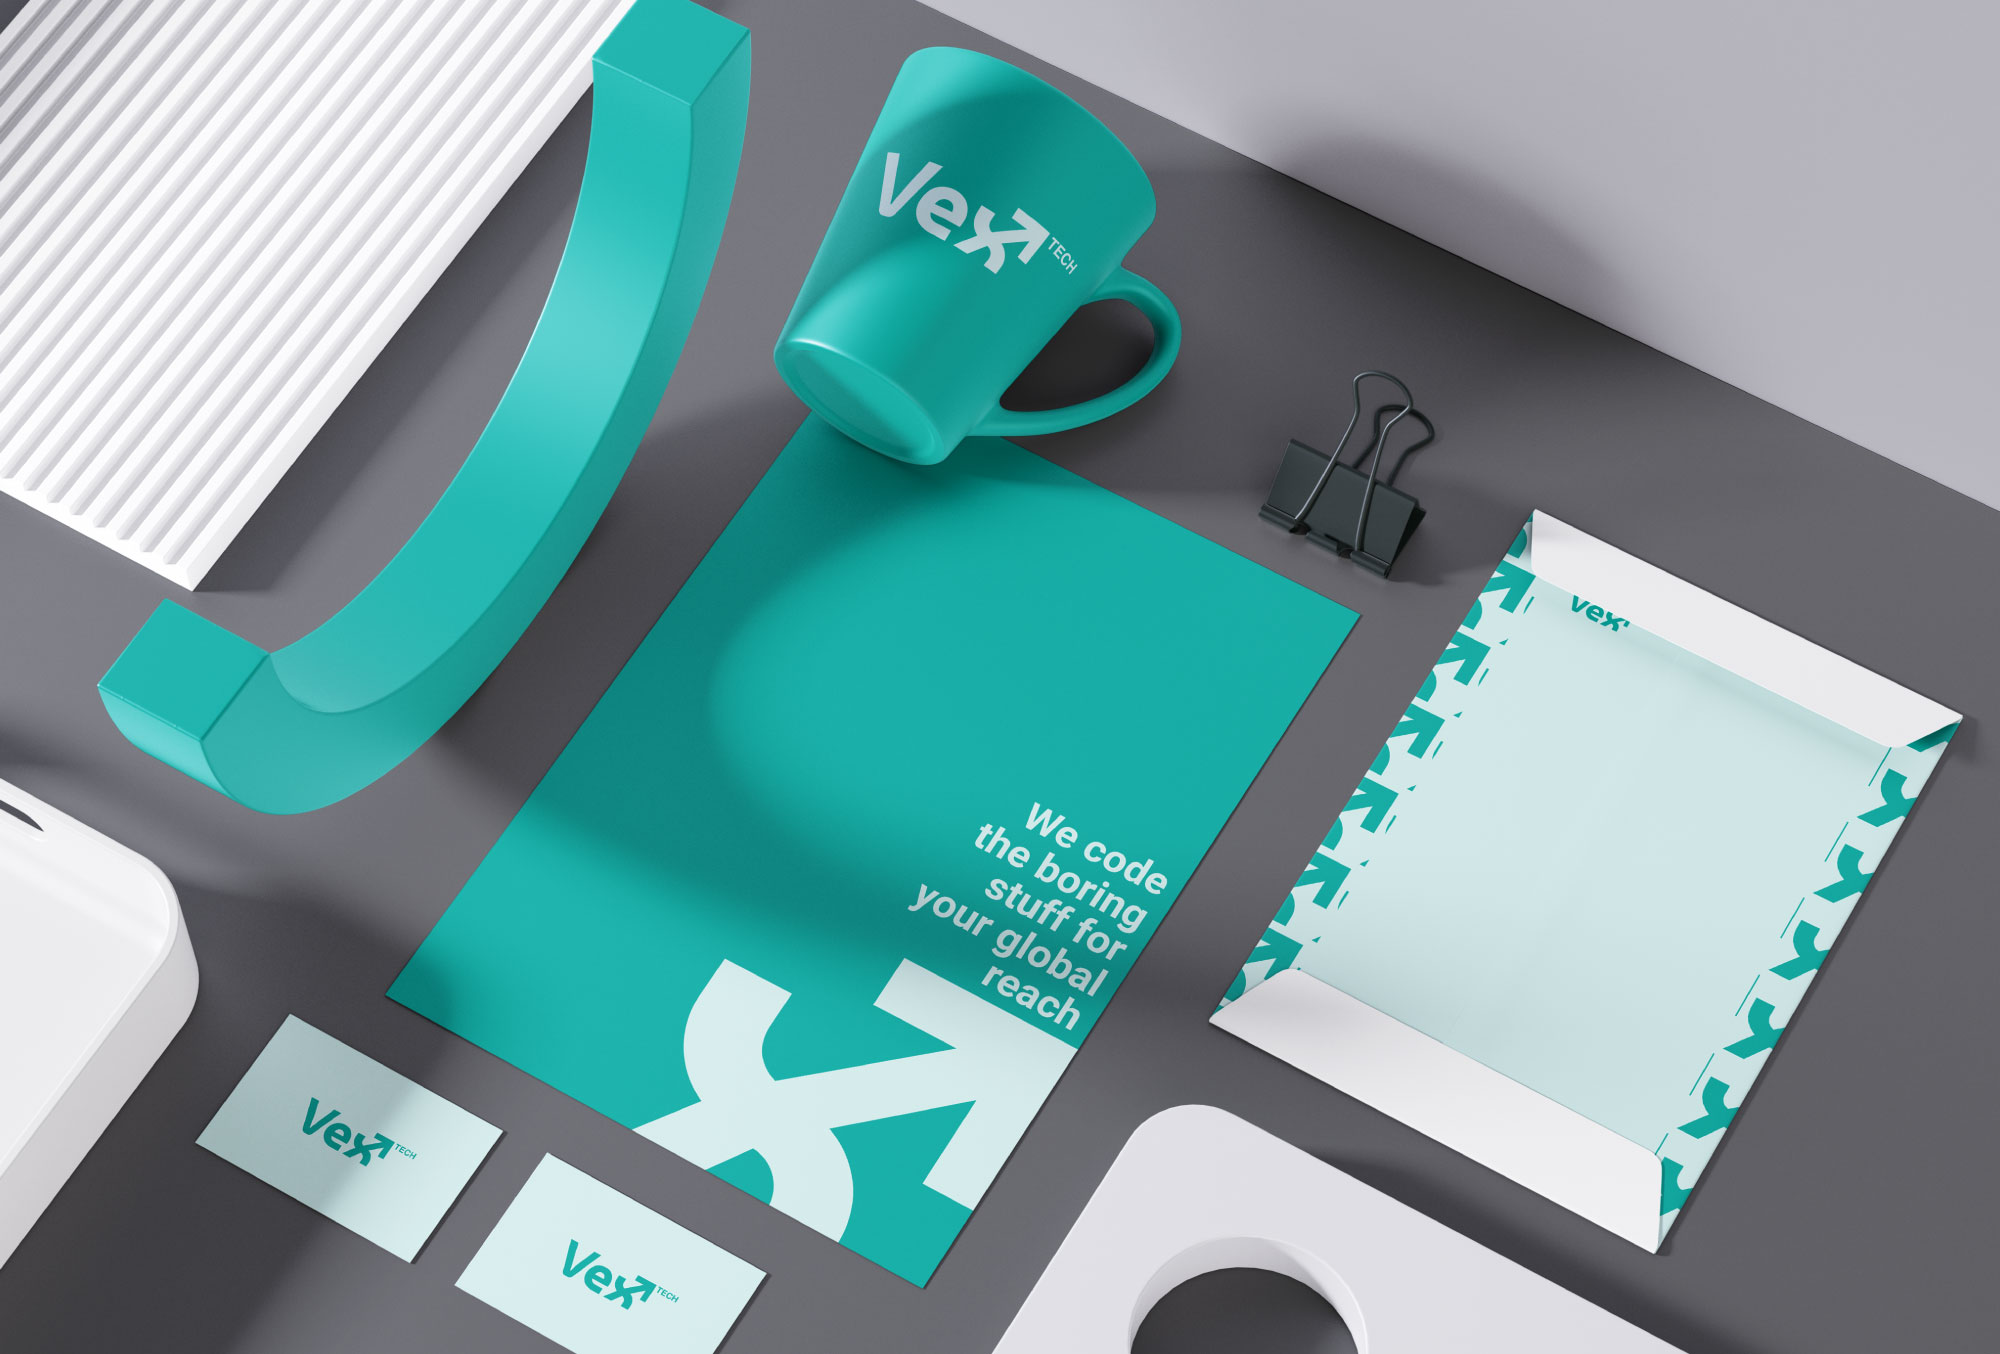 Vex TECH
Vex
We code
the boring
stuff for
your global
reach
Vex TECH
Vex TECH